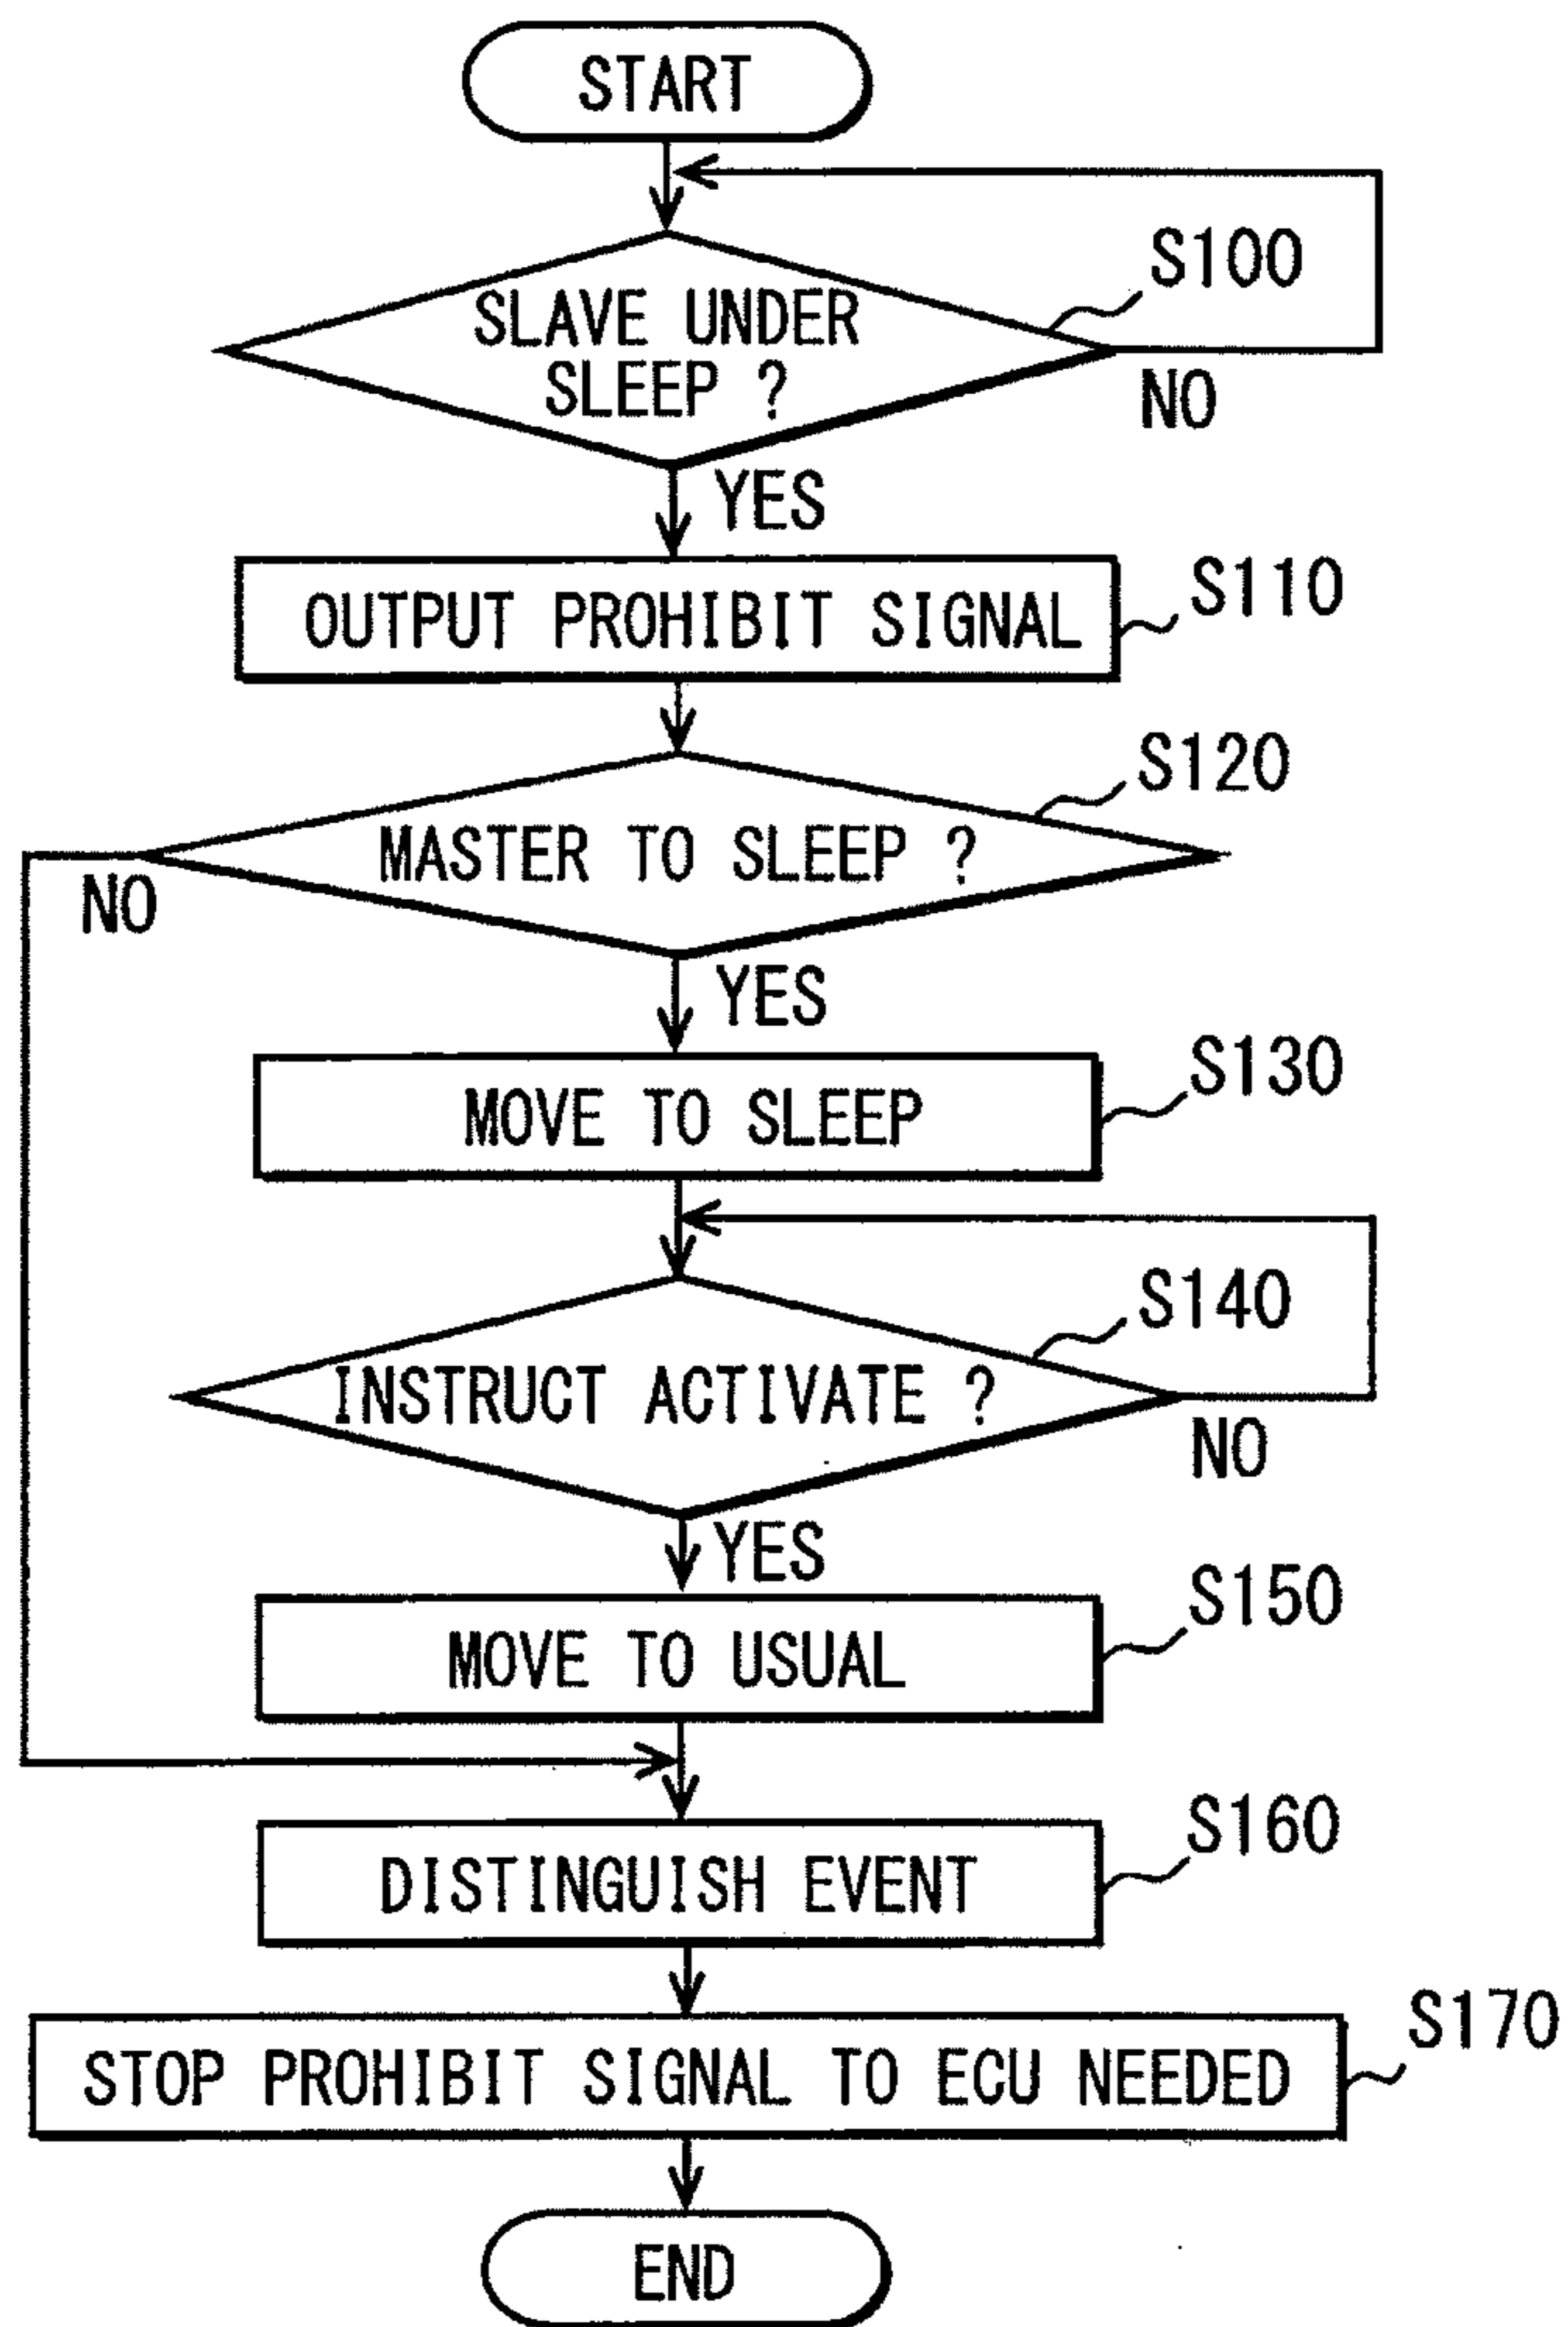 START
S100
SLAVE UNDER
SLEEP ?
NO
YES
OUTPUT PROHIBIT SIGNAL
S110
S120
MASTER TO SLEEP ?
NO
YES
S130
MOVE TO SLEEP
S140
INSTRUCT ACTIVATE ?
NO
YES
S150
MOVE TO USUAL
S160
DISTINGUISH EVENT
S170
STOP PROHIBIT SIGNAL TO ECU NEEDED
END